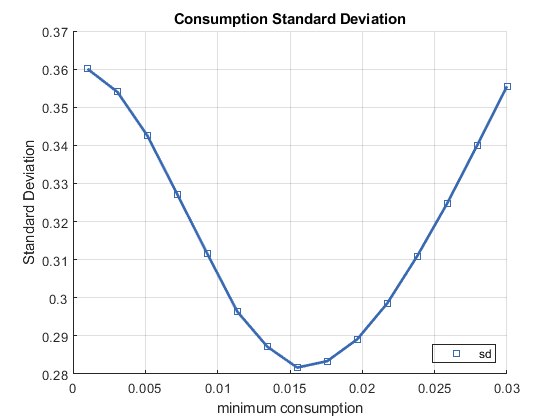 Consumption Standard Deviation
0.37
0.36
0.35
0.34
0.33
0.32
0.31
0.3
0.29
0.28
Standard Deviation
sd
0 0.005 0.01 0.015 0.02 0.025 0.03
minimum consumption